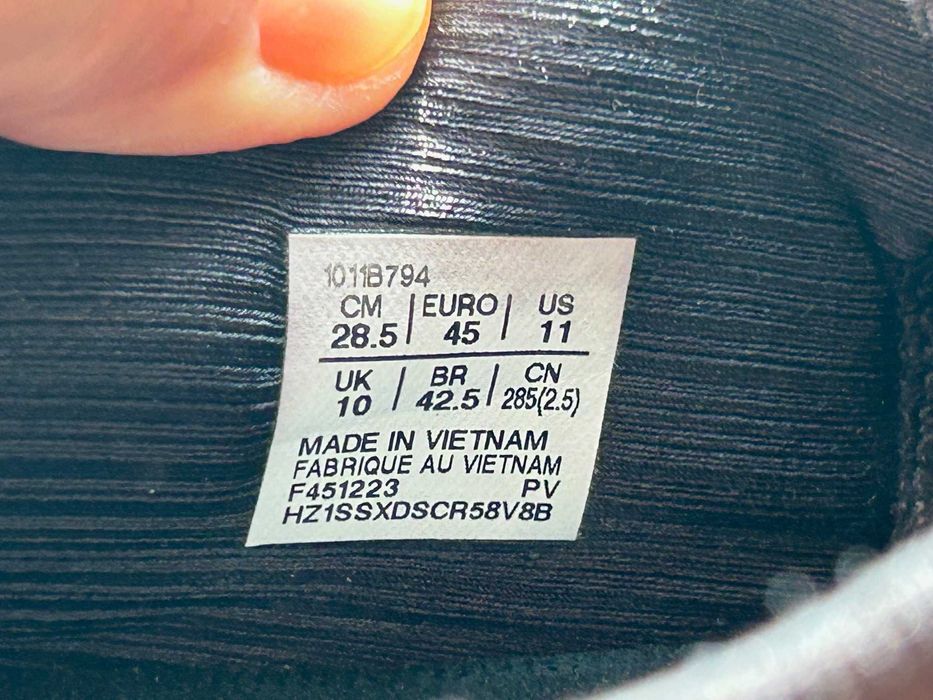 1011B794
CM | EURO | US
28.5 | 45 | 11
UK | BR | CN
10 | 42.5 | 285(2.5)
MADE IN VIETNAM
FABRIQUE AU VIETNAM
F451223 PV
HZ1SSXDSCR58V8B